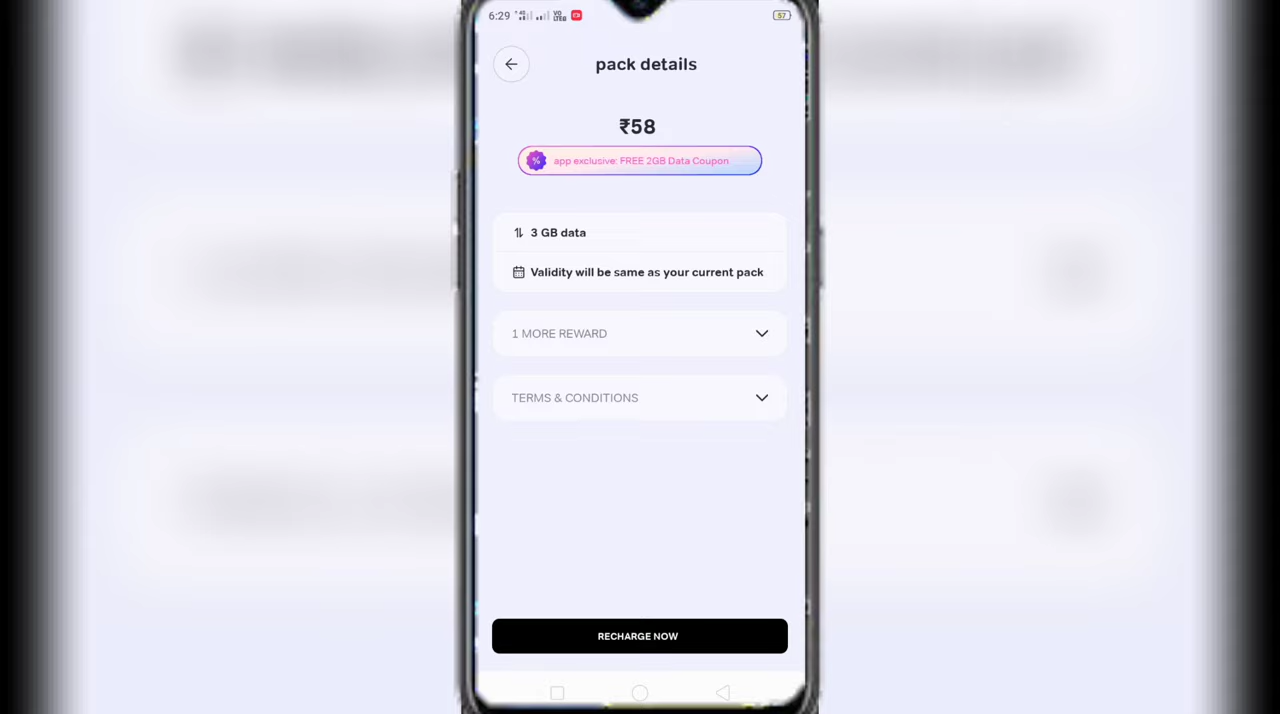 6:29
57
pack details
₹58
% app exclusive: FREE 2GB Data Coupon
3 GB data
Validity will be same as your current pack
1 MORE REWARD
TERMS & CONDITIONS
RECHARGE NOW